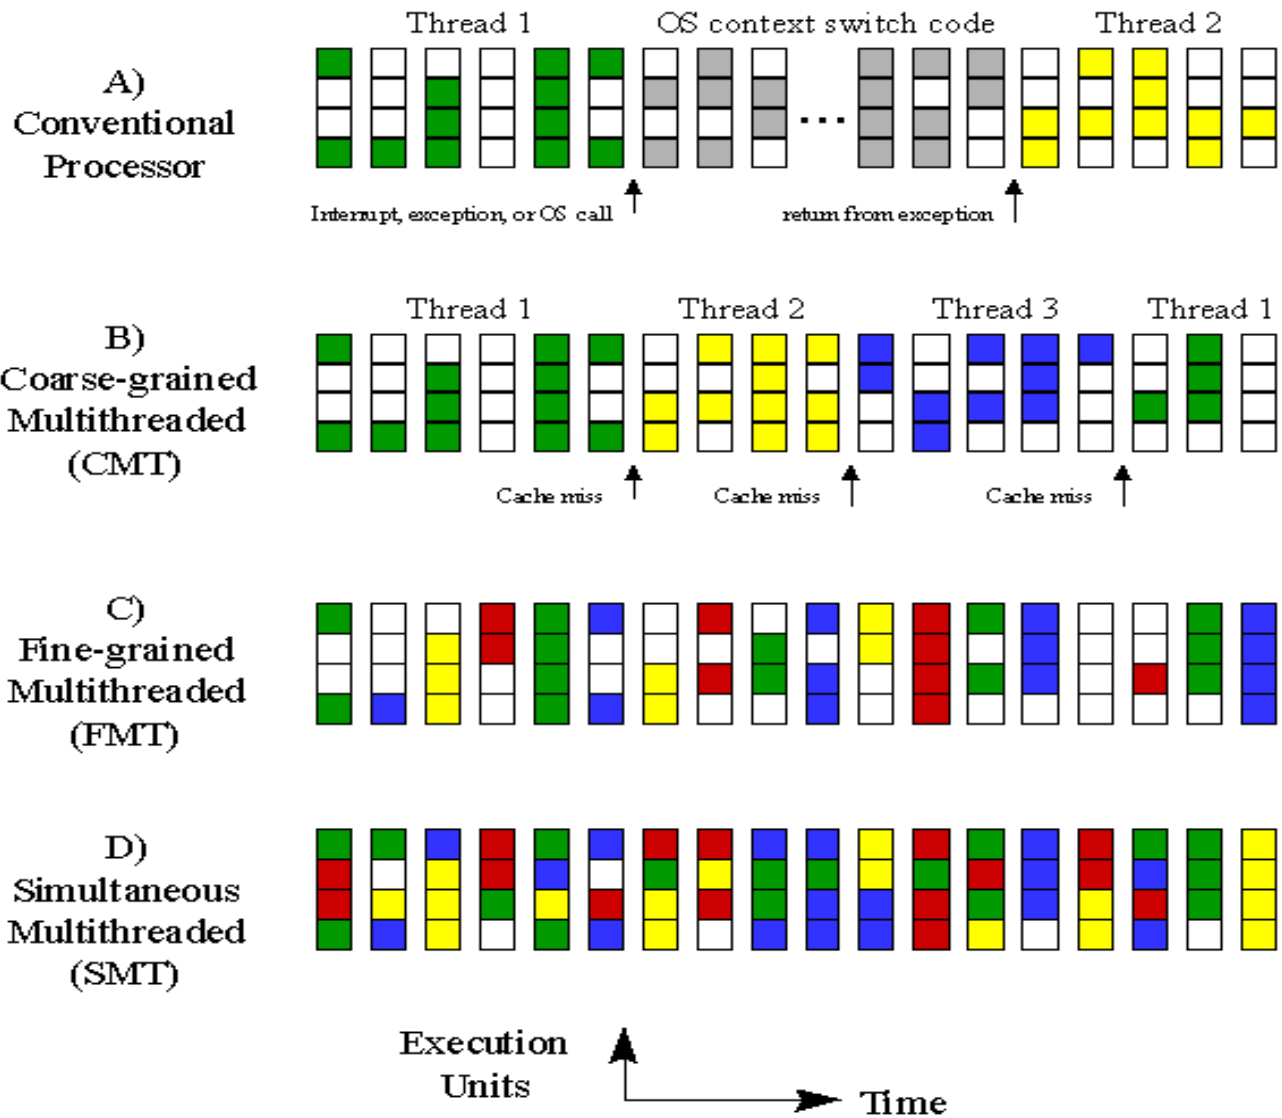 Thread 1
OS context switch code
Thread 2
A)
Conventional
Processor
...
Interrupt, exception, or OS call
return from exception
Thread 1
Thread 2
Thread 3
Thread 1
B)
Coarse-grained
Multithreaded
(CMT)
Cache miss
Cache miss
Cache miss
C)
Fine-grained
Multithreaded
(FMT)
D)
Simultaneous
Multithreaded
(SMT)
Execution
Units
Time